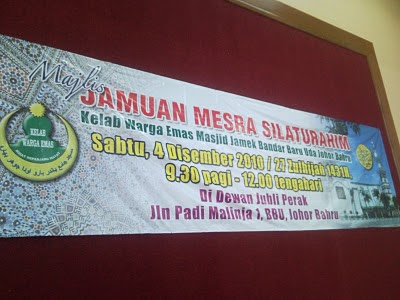 Majlis
JAMUAN MESRA SILATURAHIM
Kelab Warga Emas Masjid Jamek Bandar Baru Uda Johor Bahru
Sabtu, 4 Disember 2010 / 27 Zulhijah 1431H.
9.30 pagi - 12.00 tengahari
Di Dewan Jubli Perak
Jln Padi Malinja 1, BBU, Johor Bahru
KELAB
WARGA EMAS